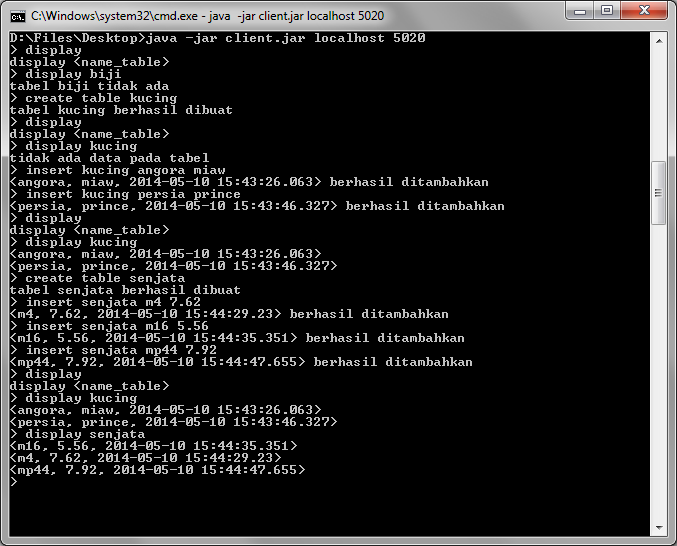 C:\Windows\system32\cmd.exe - java  -jar client.jar localhost 5020
D:\Files\Desktop>java -jar client.jar localhost 5020
> display
display <name_table>
> display biji
tabel biji tidak ada
> create table kucing
tabel kucing berhasil dibuat
> display
display <name_table>
> display kucing
tidak ada data pada tabel
> insert kucing angora miaw
<angora, miaw, 2014-05-10 15:43:26.063> berhasil ditambahkan
> insert kucing persia prince
<persia, prince, 2014-05-10 15:43:46.327> berhasil ditambahkan
> display
display <name_table>
> display kucing
<angora, miaw, 2014-05-10 15:43:26.063>
<persia, prince, 2014-05-10 15:43:46.327>
> create table senjata
tabel senjata berhasil dibuat
> insert senjata m4 7.62
<m4, 7.62, 2014-05-10 15:44:29.23> berhasil ditambahkan
> insert senjata m16 5.56
<m16, 5.56, 2014-05-10 15:44:35.351> berhasil ditambahkan
> insert senjata mp44 7.92
<mp44, 7.92, 2014-05-10 15:44:47.655> berhasil ditambahkan
> display
display <name_table>
> display kucing
<angora, miaw, 2014-05-10 15:43:26.063>
<persia, prince, 2014-05-10 15:43:46.327>
> display senjata
<m16, 5.56, 2014-05-10 15:44:35.351>
<m4, 7.62, 2014-05-10 15:44:29.23>
<mp44, 7.92, 2014-05-10 15:44:47.655>
>